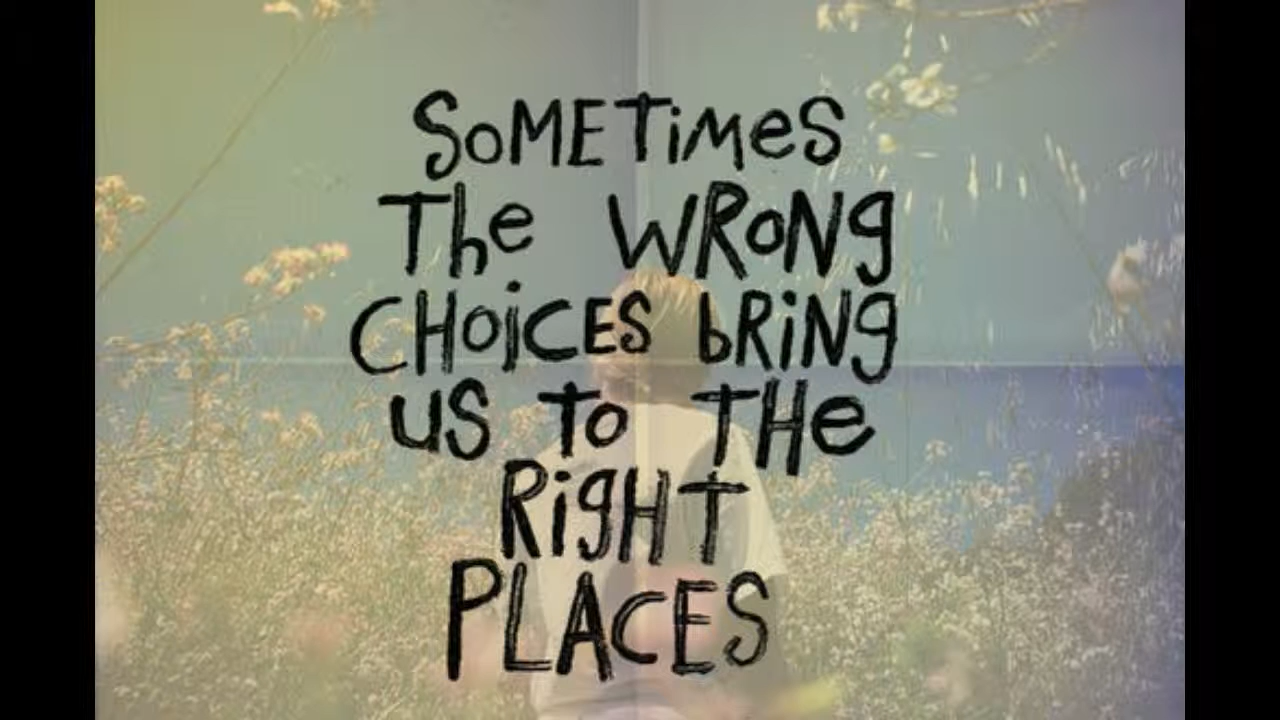 SoMETiMeS
The WRoNg
CHOiCES bRiNg
uS To THe
RigHT
PLACES